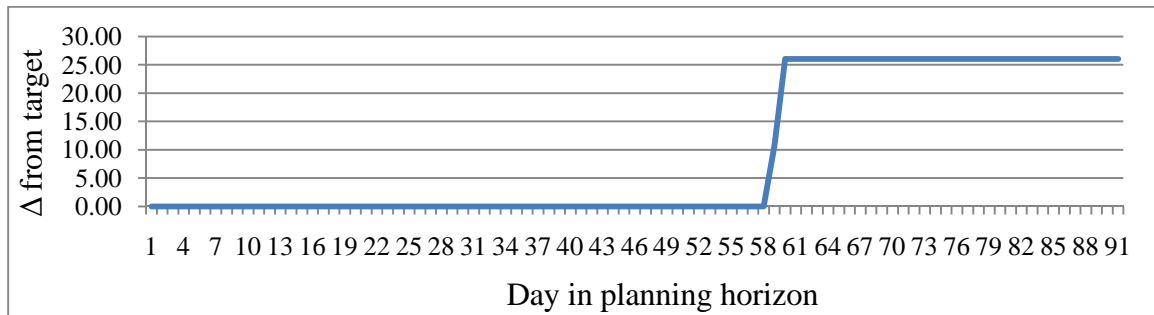 Δ from target
30.00
25.00
20.00
15.00
10.00
5.00
0.00
1 4 7 10 13 16 19 22 25 28 31 34 37 40 43 46 49 52 55 58 61 64 67 70 73 76 79 82 85 88 91
Day in planning horizon